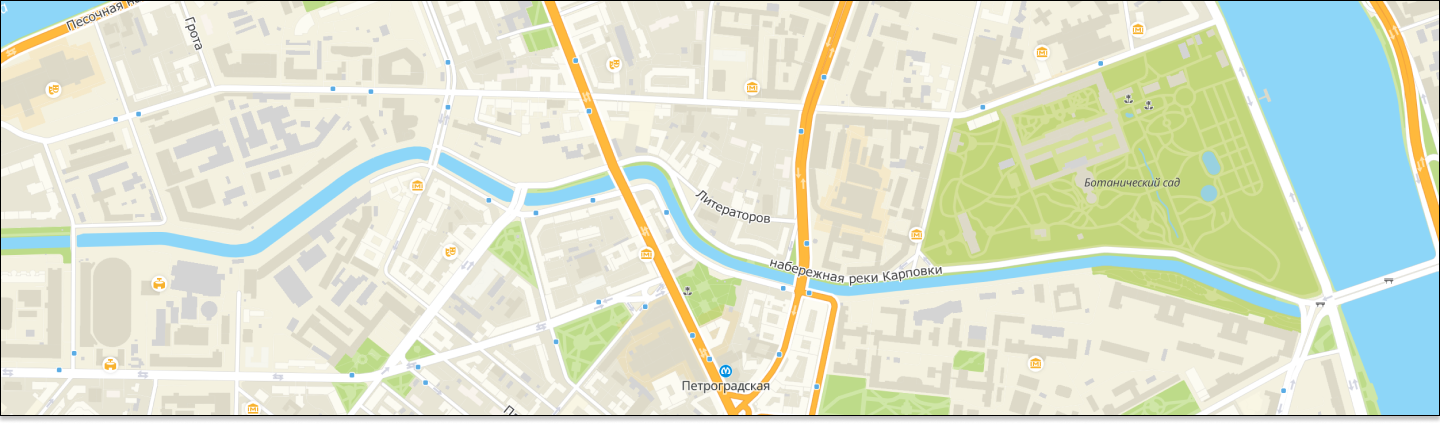 Песочная н
Грота
Литераторов
Ботанический сад
набережная реки Карповки
Петроградская